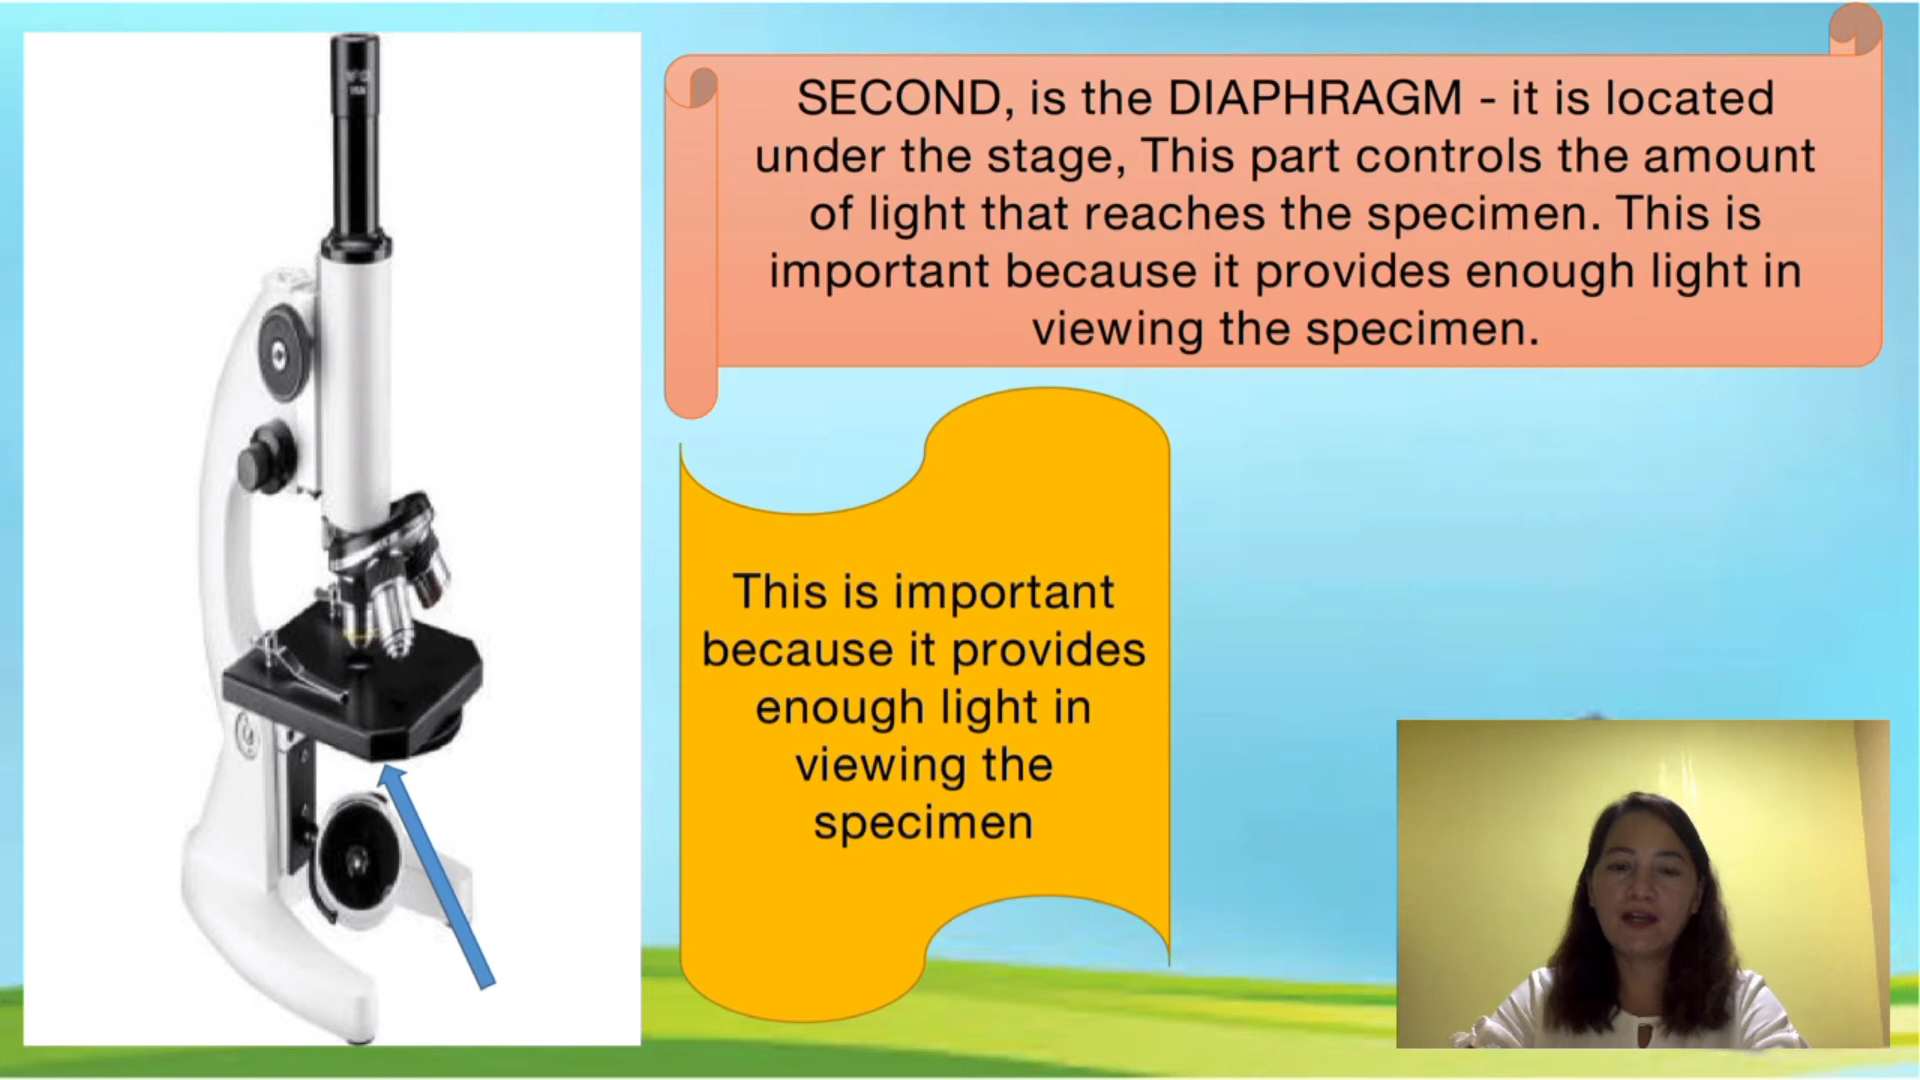 SECOND, is the DIAPHRAGM - it is located
under the stage, This part controls the amount
of light that reaches the specimen. This is
important because it provides enough light in
viewing the specimen.
This is important
because it provides
enough light in
viewing the
specimen